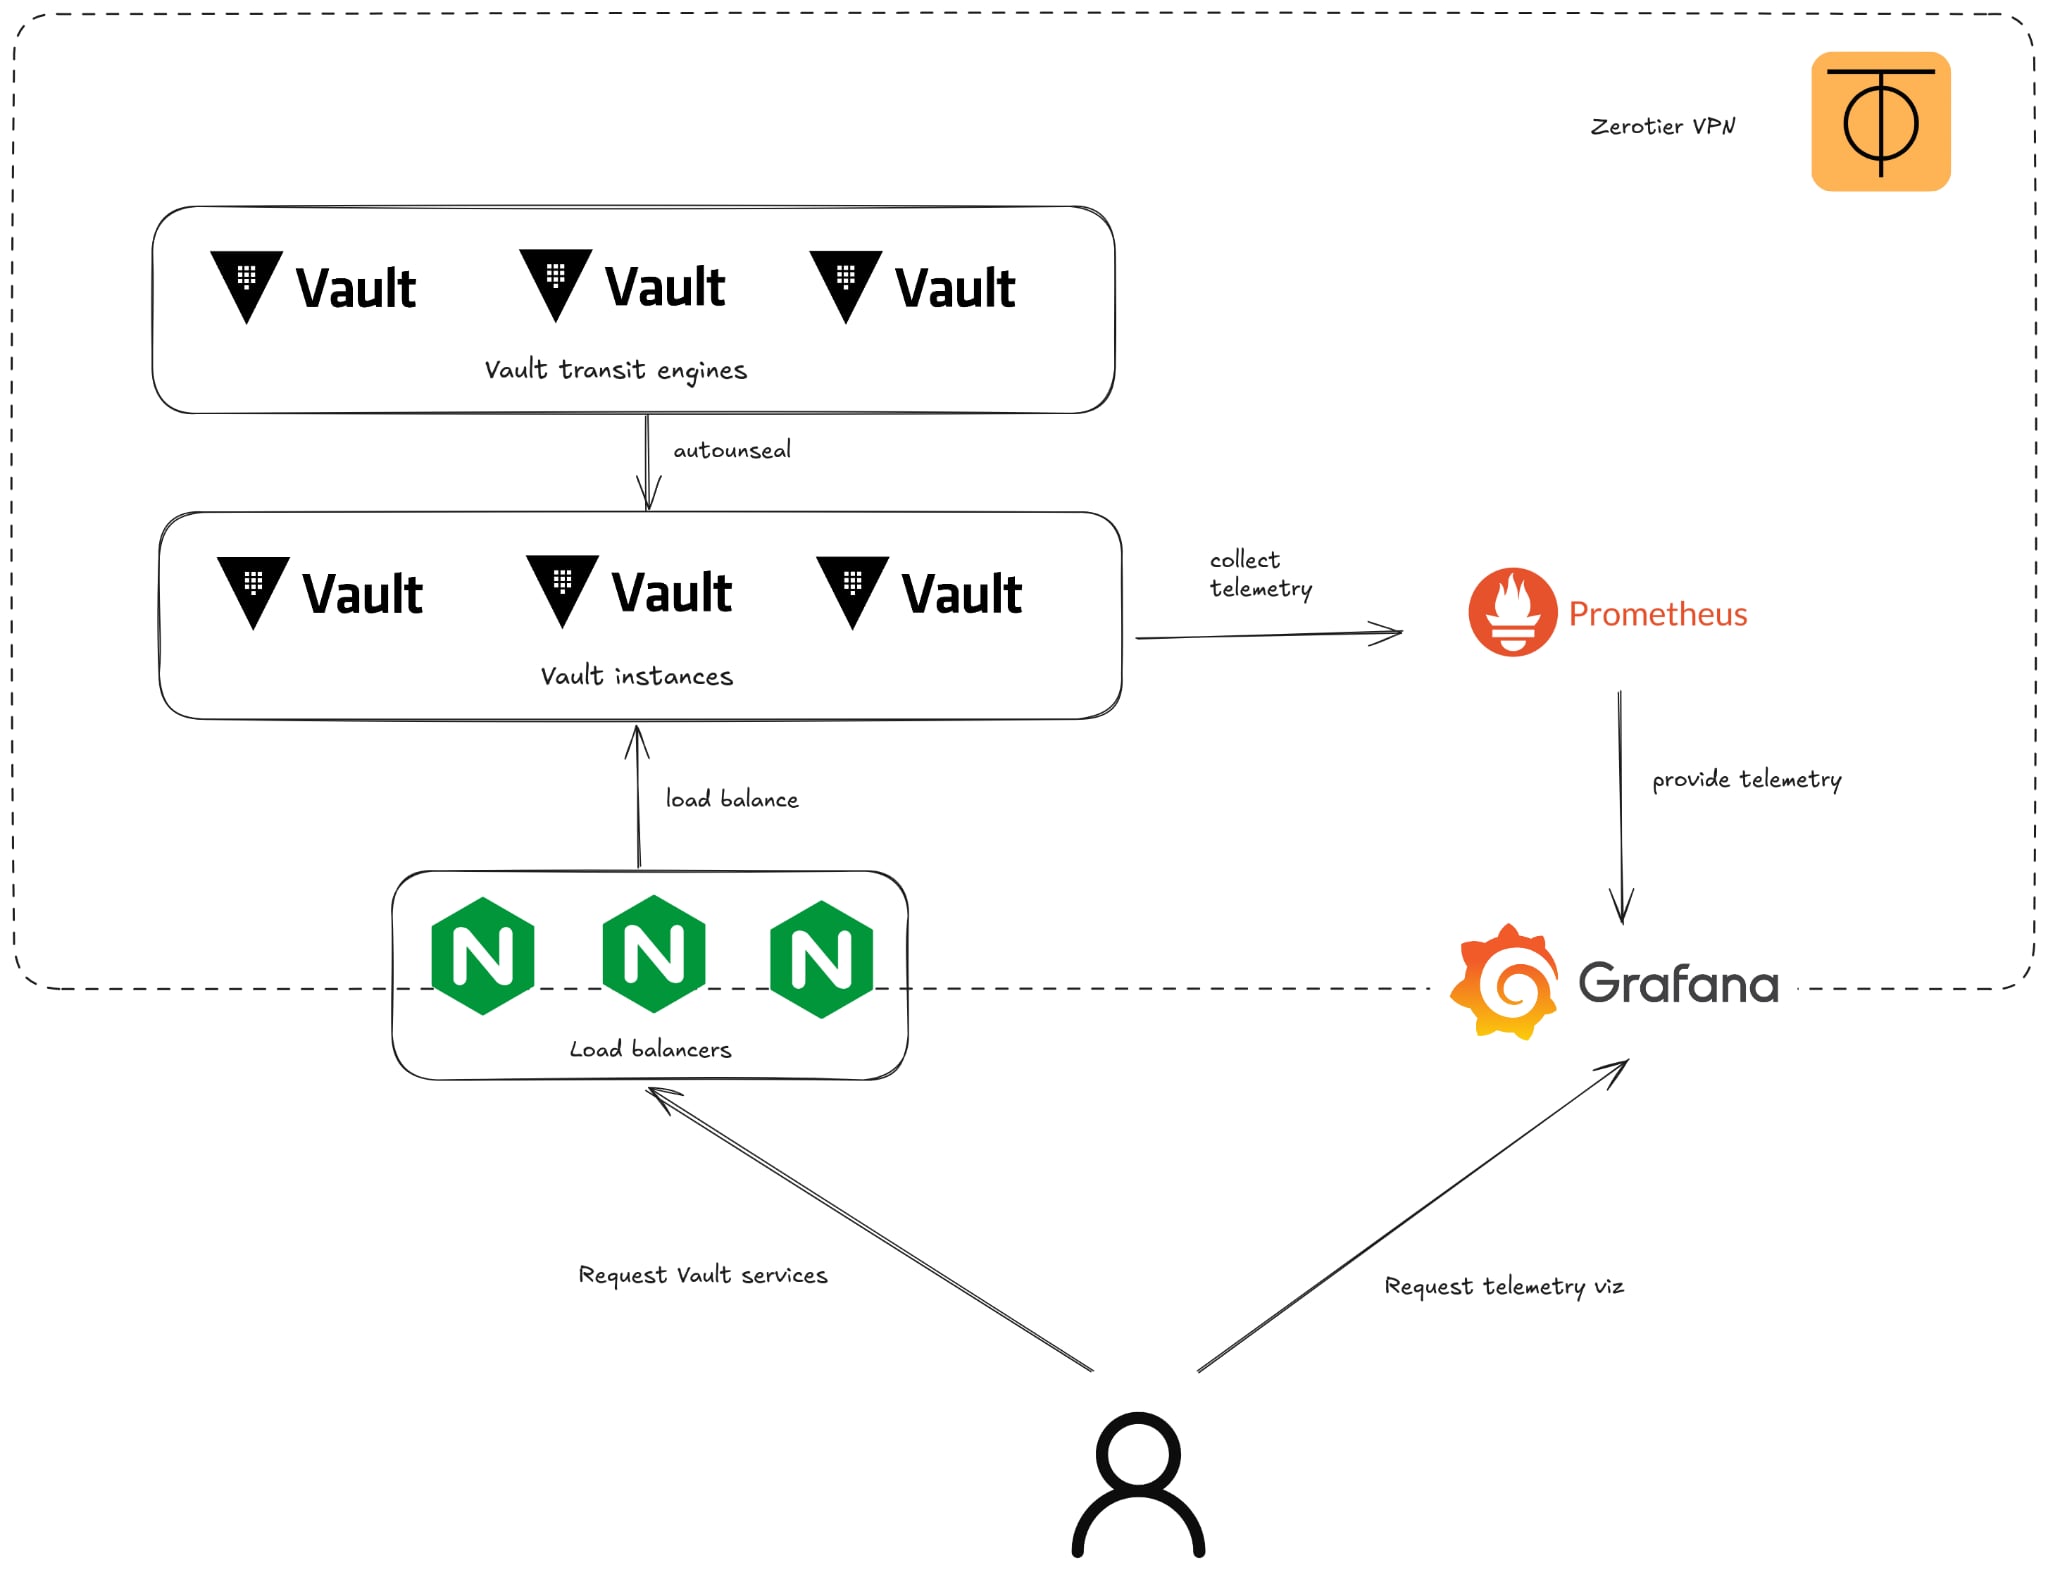 Zerotier VPN
Vault
Vault
Vault
Vault transit engines
autounseal
Vault
Vault
Vault
Vault instances
collect
telemetry
Prometheus
load balance
provide telemetry
N
N
N
Load balancers
Grafana
Request Vault services
Request telemetry viz